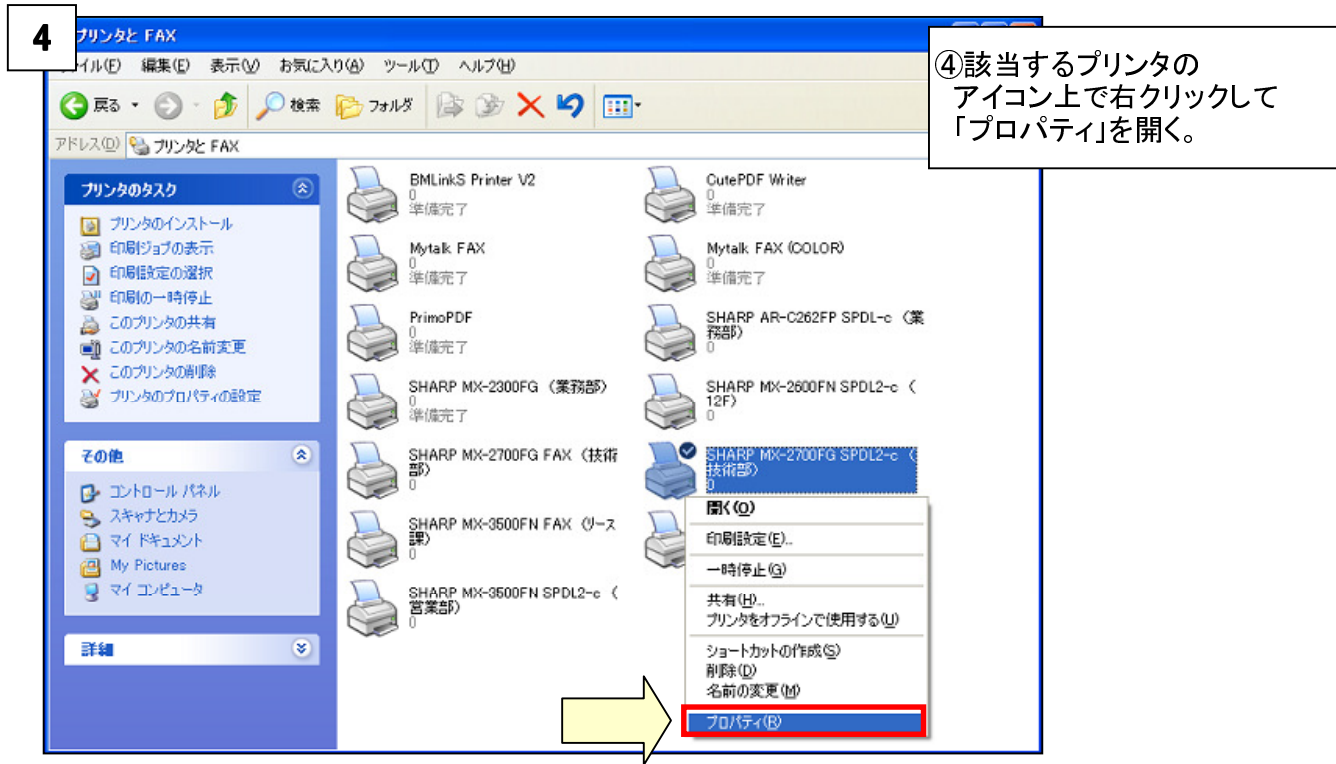 4
プリンタと FAX
④該当するプリンタの
アイコン上で右クリックして
「プロパティ」を開く。
イル(F) 編集(E) 表示(V) お気に入り(A) ツール(T) ヘルプ(H)
戻る 検索 フォルダ
アドレス(D) プリンタと FAX
プリンタのタスク
プリンタのインストール
印刷ジョブの表示
印刷設定の選択
印刷の一時停止
このプリンタの共有
このプリンタの名前変更
このプリンタの削除
プリンタのプロパティの設定
その他
コントロール パネル
スキャナとカメラ
マイ ドキュメント
My Pictures
マイ コンピュータ
詳細
BMLinkS Printer V2
0
準備完了
CutePDF Writer
0
準備完了
Mytalk FAX
0
準備完了
Mytalk FAX (COLOR)
0
準備完了
PrimoPDF
0
準備完了
SHARP AR-C262FP SPDL-c （業
務部）
0
SHARP MX-2300FG （業務部）
0
準備完了
SHARP MX-2600FN SPDL2-c （
12F）
0
SHARP MX-2700FG FAX （技術
部）
0
SHARP MX-2700FG SPDL2-c （
技術部）
0
SHARP MX-3500FN FAX （リース
課）
0
SHARP MX-3500FN SPDL2-c （
営業部）
0
開く(O)
印刷設定(E)...
一時停止(G)
共有(H)...
プリンタをオフラインで使用する(U)
ショートカットの作成(S)
削除(D)
名前の変更(M)
プロパティ(R)